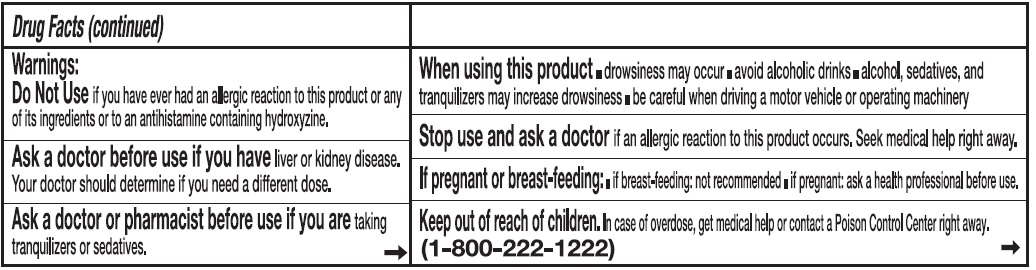 Drug Facts (continued)
Warnings:
Do Not Use if you have ever had an allergic reaction to this product or any
of its ingredients or to an antihistamine containing hydroxyzine.
Ask a doctor before use if you have liver or kidney disease.
Your doctor should determine if you need a different dose.
Ask a doctor or pharmacist before use if you are taking
tranquilizers or sedatives. →
When using this product ■ drowsiness may occur ■ avoid alcoholic drinks ■ alcohol, sedatives, and
tranquilizers may increase drowsiness ■ be careful when driving a motor vehicle or operating machinery
Stop use and ask a doctor if an allergic reaction to this product occurs. Seek medical help right away.
If pregnant or breast-feeding: ■ if breast-feeding: not recommended ■ if pregnant: ask a health professional before use.
Keep out of reach of children. In case of overdose, get medical help or contact a Poison Control Center right away.
(1-800-222-1222) →